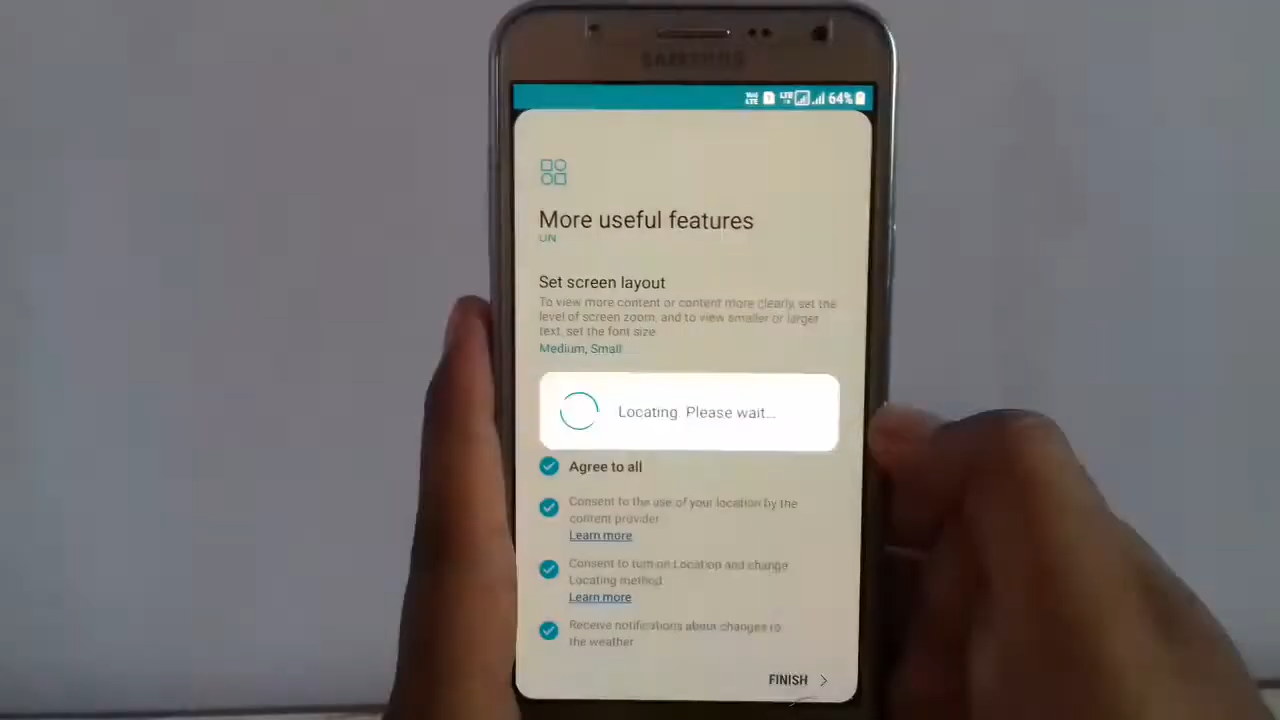 SAMSUNG
LTE 64%
More useful features
ON
Set screen layout
To view more content or content more clearly, set the
level of screen zoom, and to view smaller or larger
text, set the font size
Medium, Small
Locating Please wait...
Agree to all
Consent to the use of your location by the
content provider
Learn more
Consent to turn on Location and change
Locating method
Learn more
Receive notifications about changes to
the weather
FINISH >